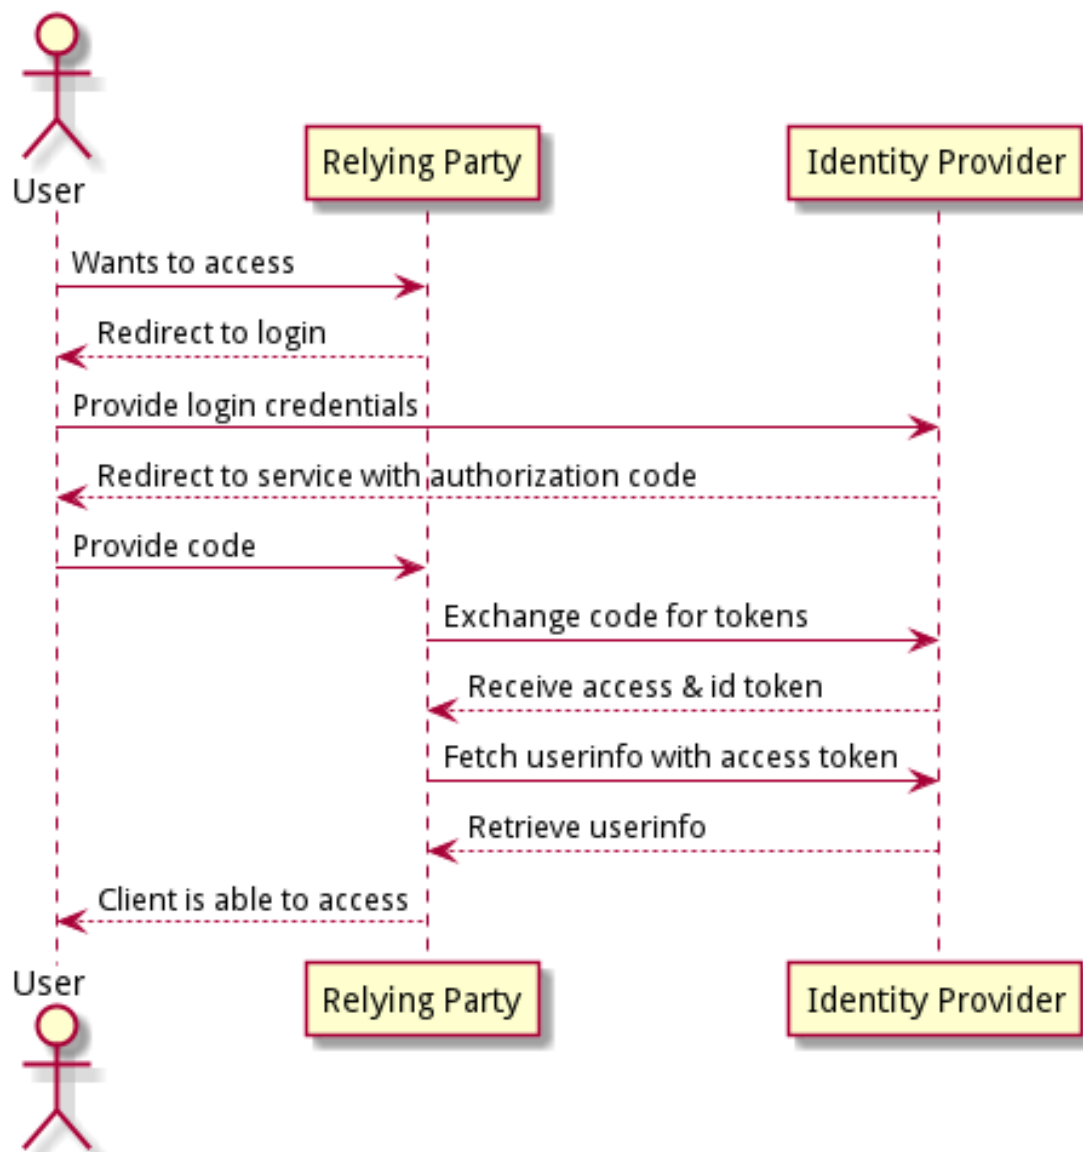 User
Relying Party
Identity Provider
Wants to access
Redirect to login
Provide login credentials
Redirect to service with authorization code
Provide code
Exchange code for tokens
Receive access & id token
Fetch userinfo with access token
Retrieve userinfo
Client is able to access
User
Relying Party
Identity Provider